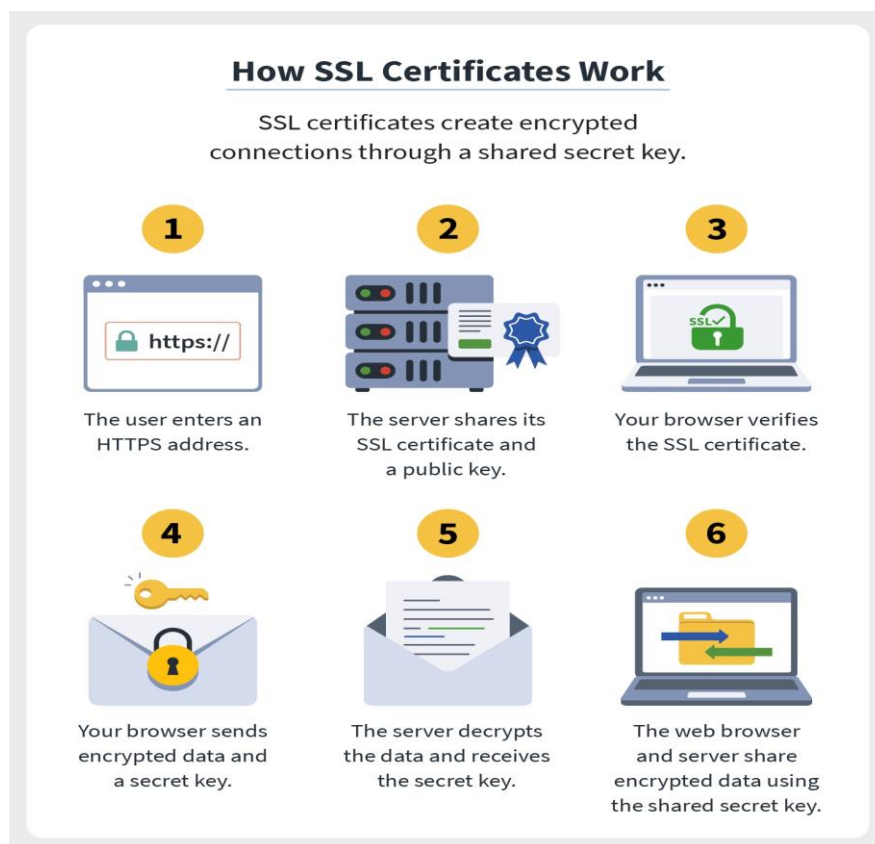 How SSL Certificates Work
SSL certificates create encrypted
connections through a shared secret key.
1
2
3
https://
SSL
The user enters an
HTTPS address.
The server shares its
SSL certificate and
a public key.
Your browser verifies
the SSL certificate.
4
5
6
Your browser sends
encrypted data and
a secret key.
The server decrypts
the data and receives
the secret key.
The web browser
and server share
encrypted data using
the shared secret key.